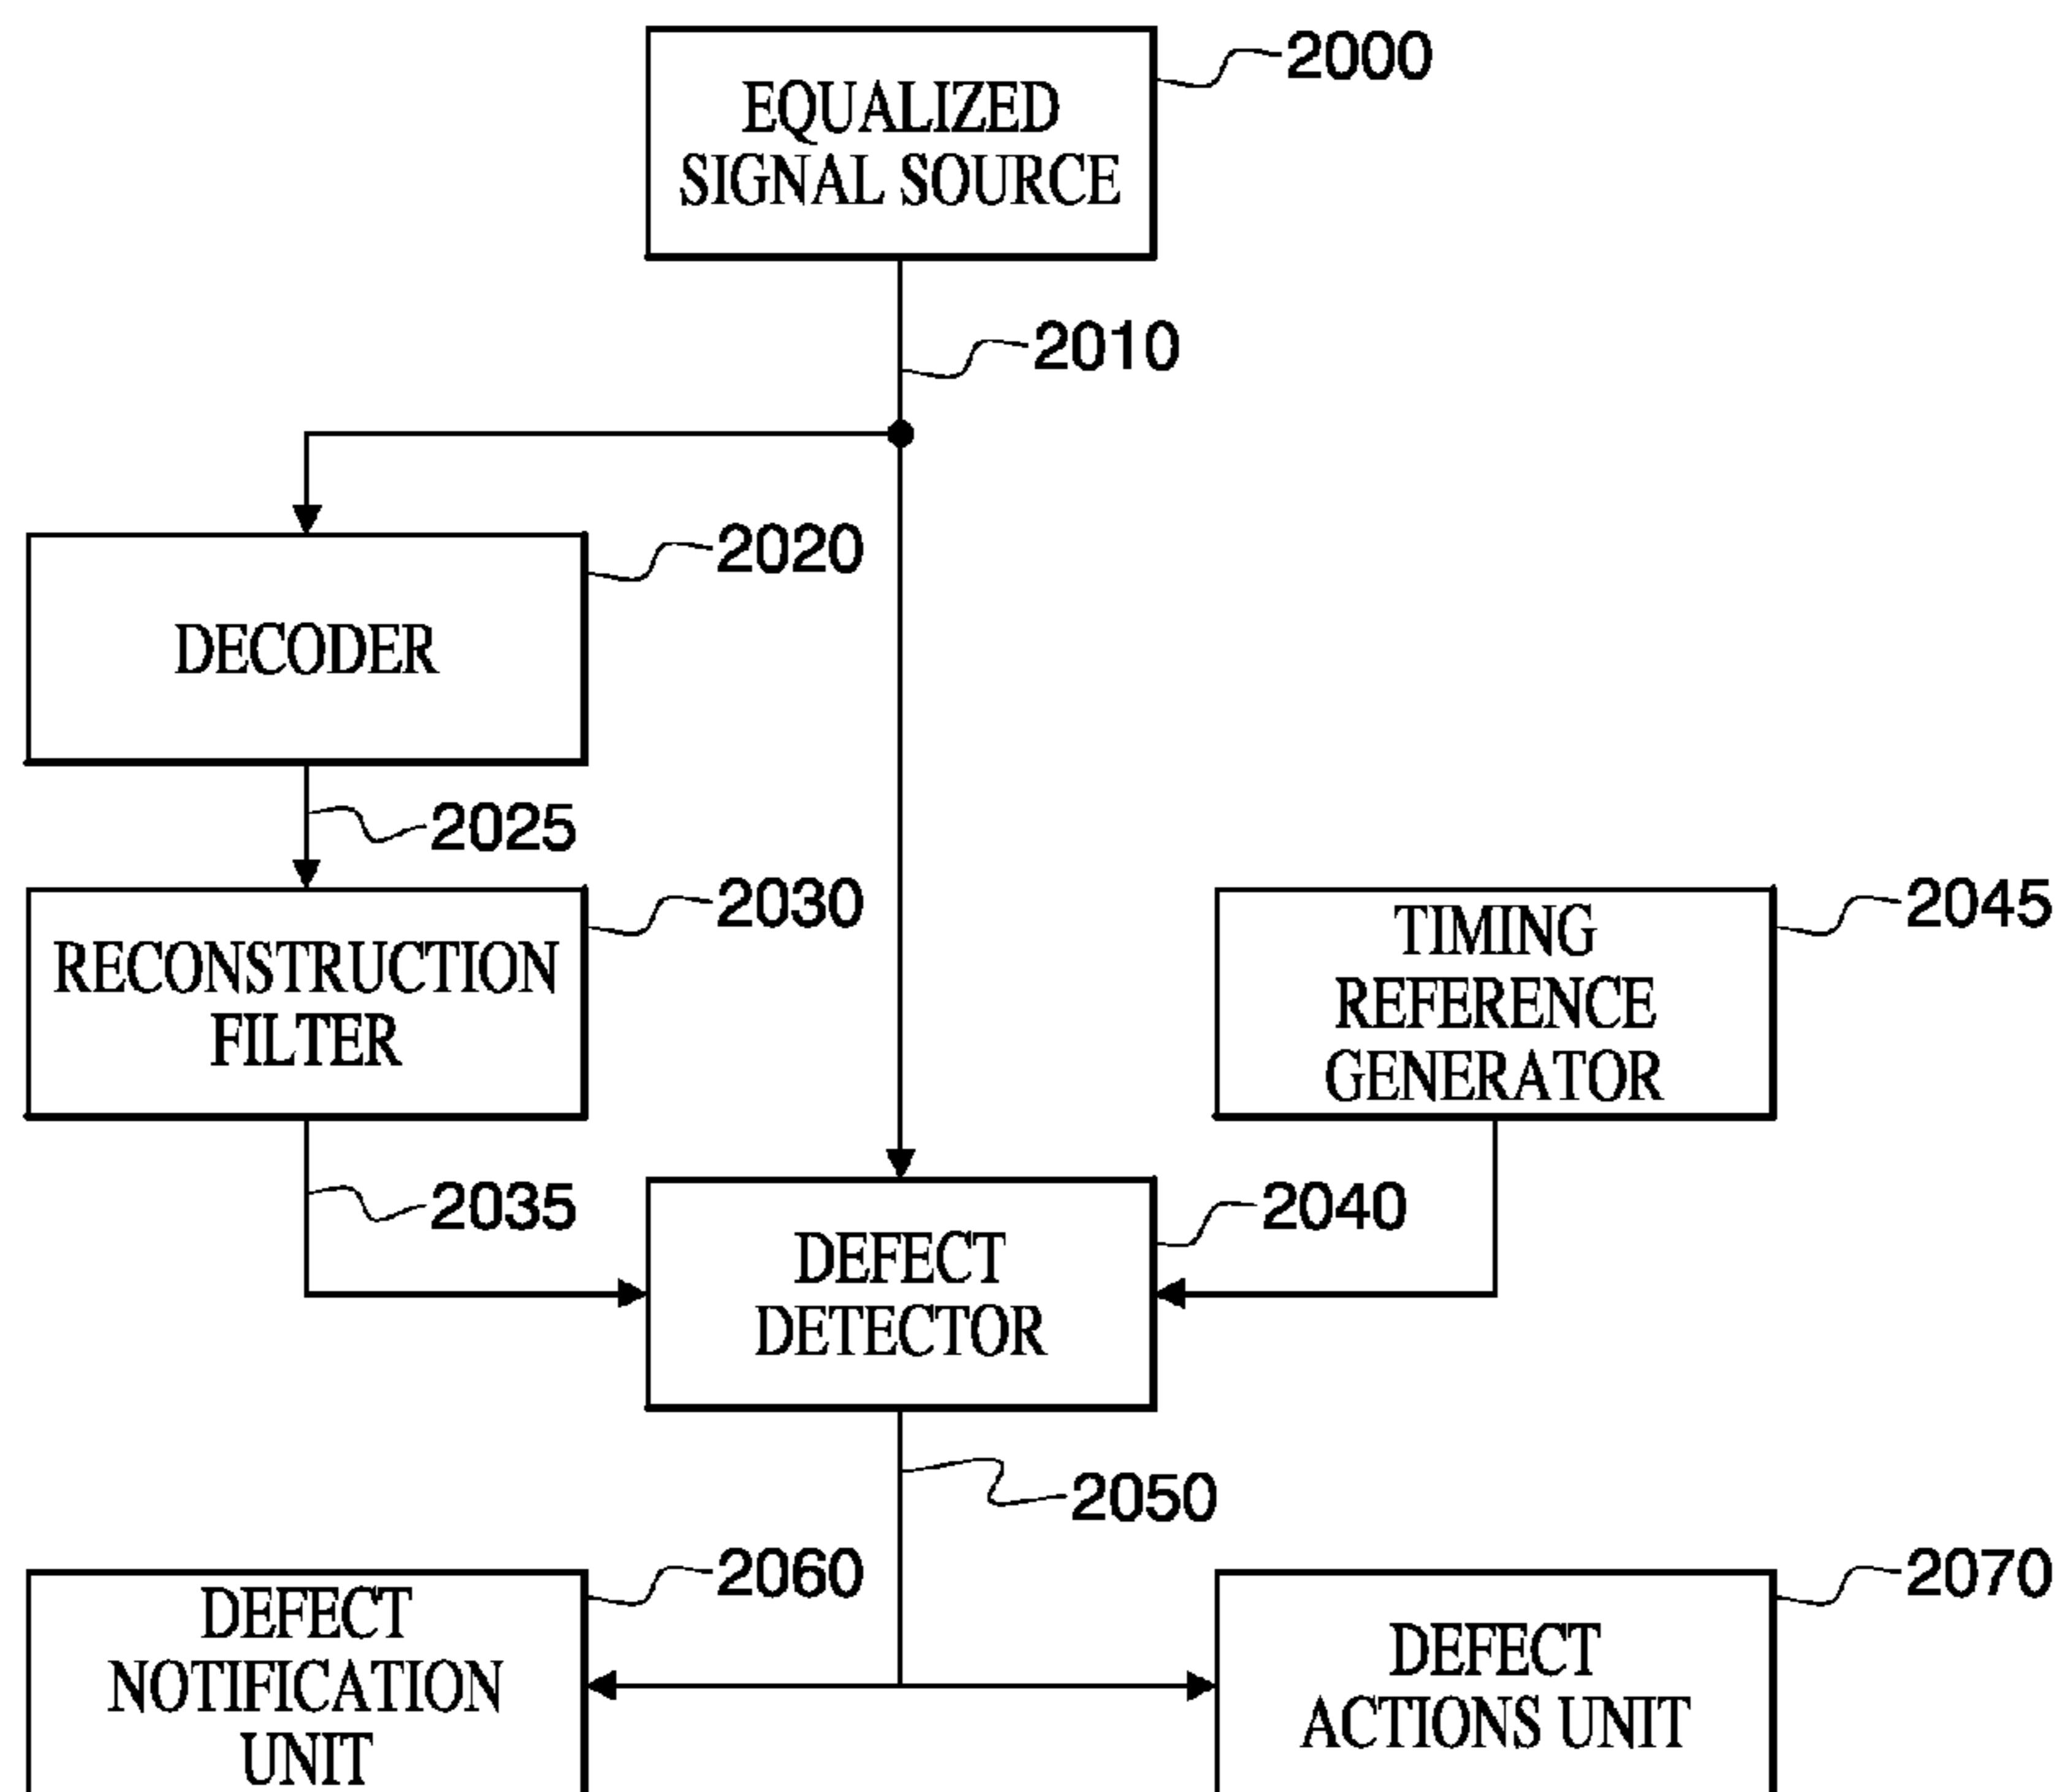 EQUALIZED
SIGNAL SOURCE
2000
2010
2020
DECODER
2025
2030
RECONSTRUCTION
FILTER
2045
TIMING
REFERENCE
GENERATOR
2035
2040
DEFECT
DETECTOR
2050
2060
DEFECT
NOTIFICATION
UNIT
2070
DEFECT
ACTIONS UNIT